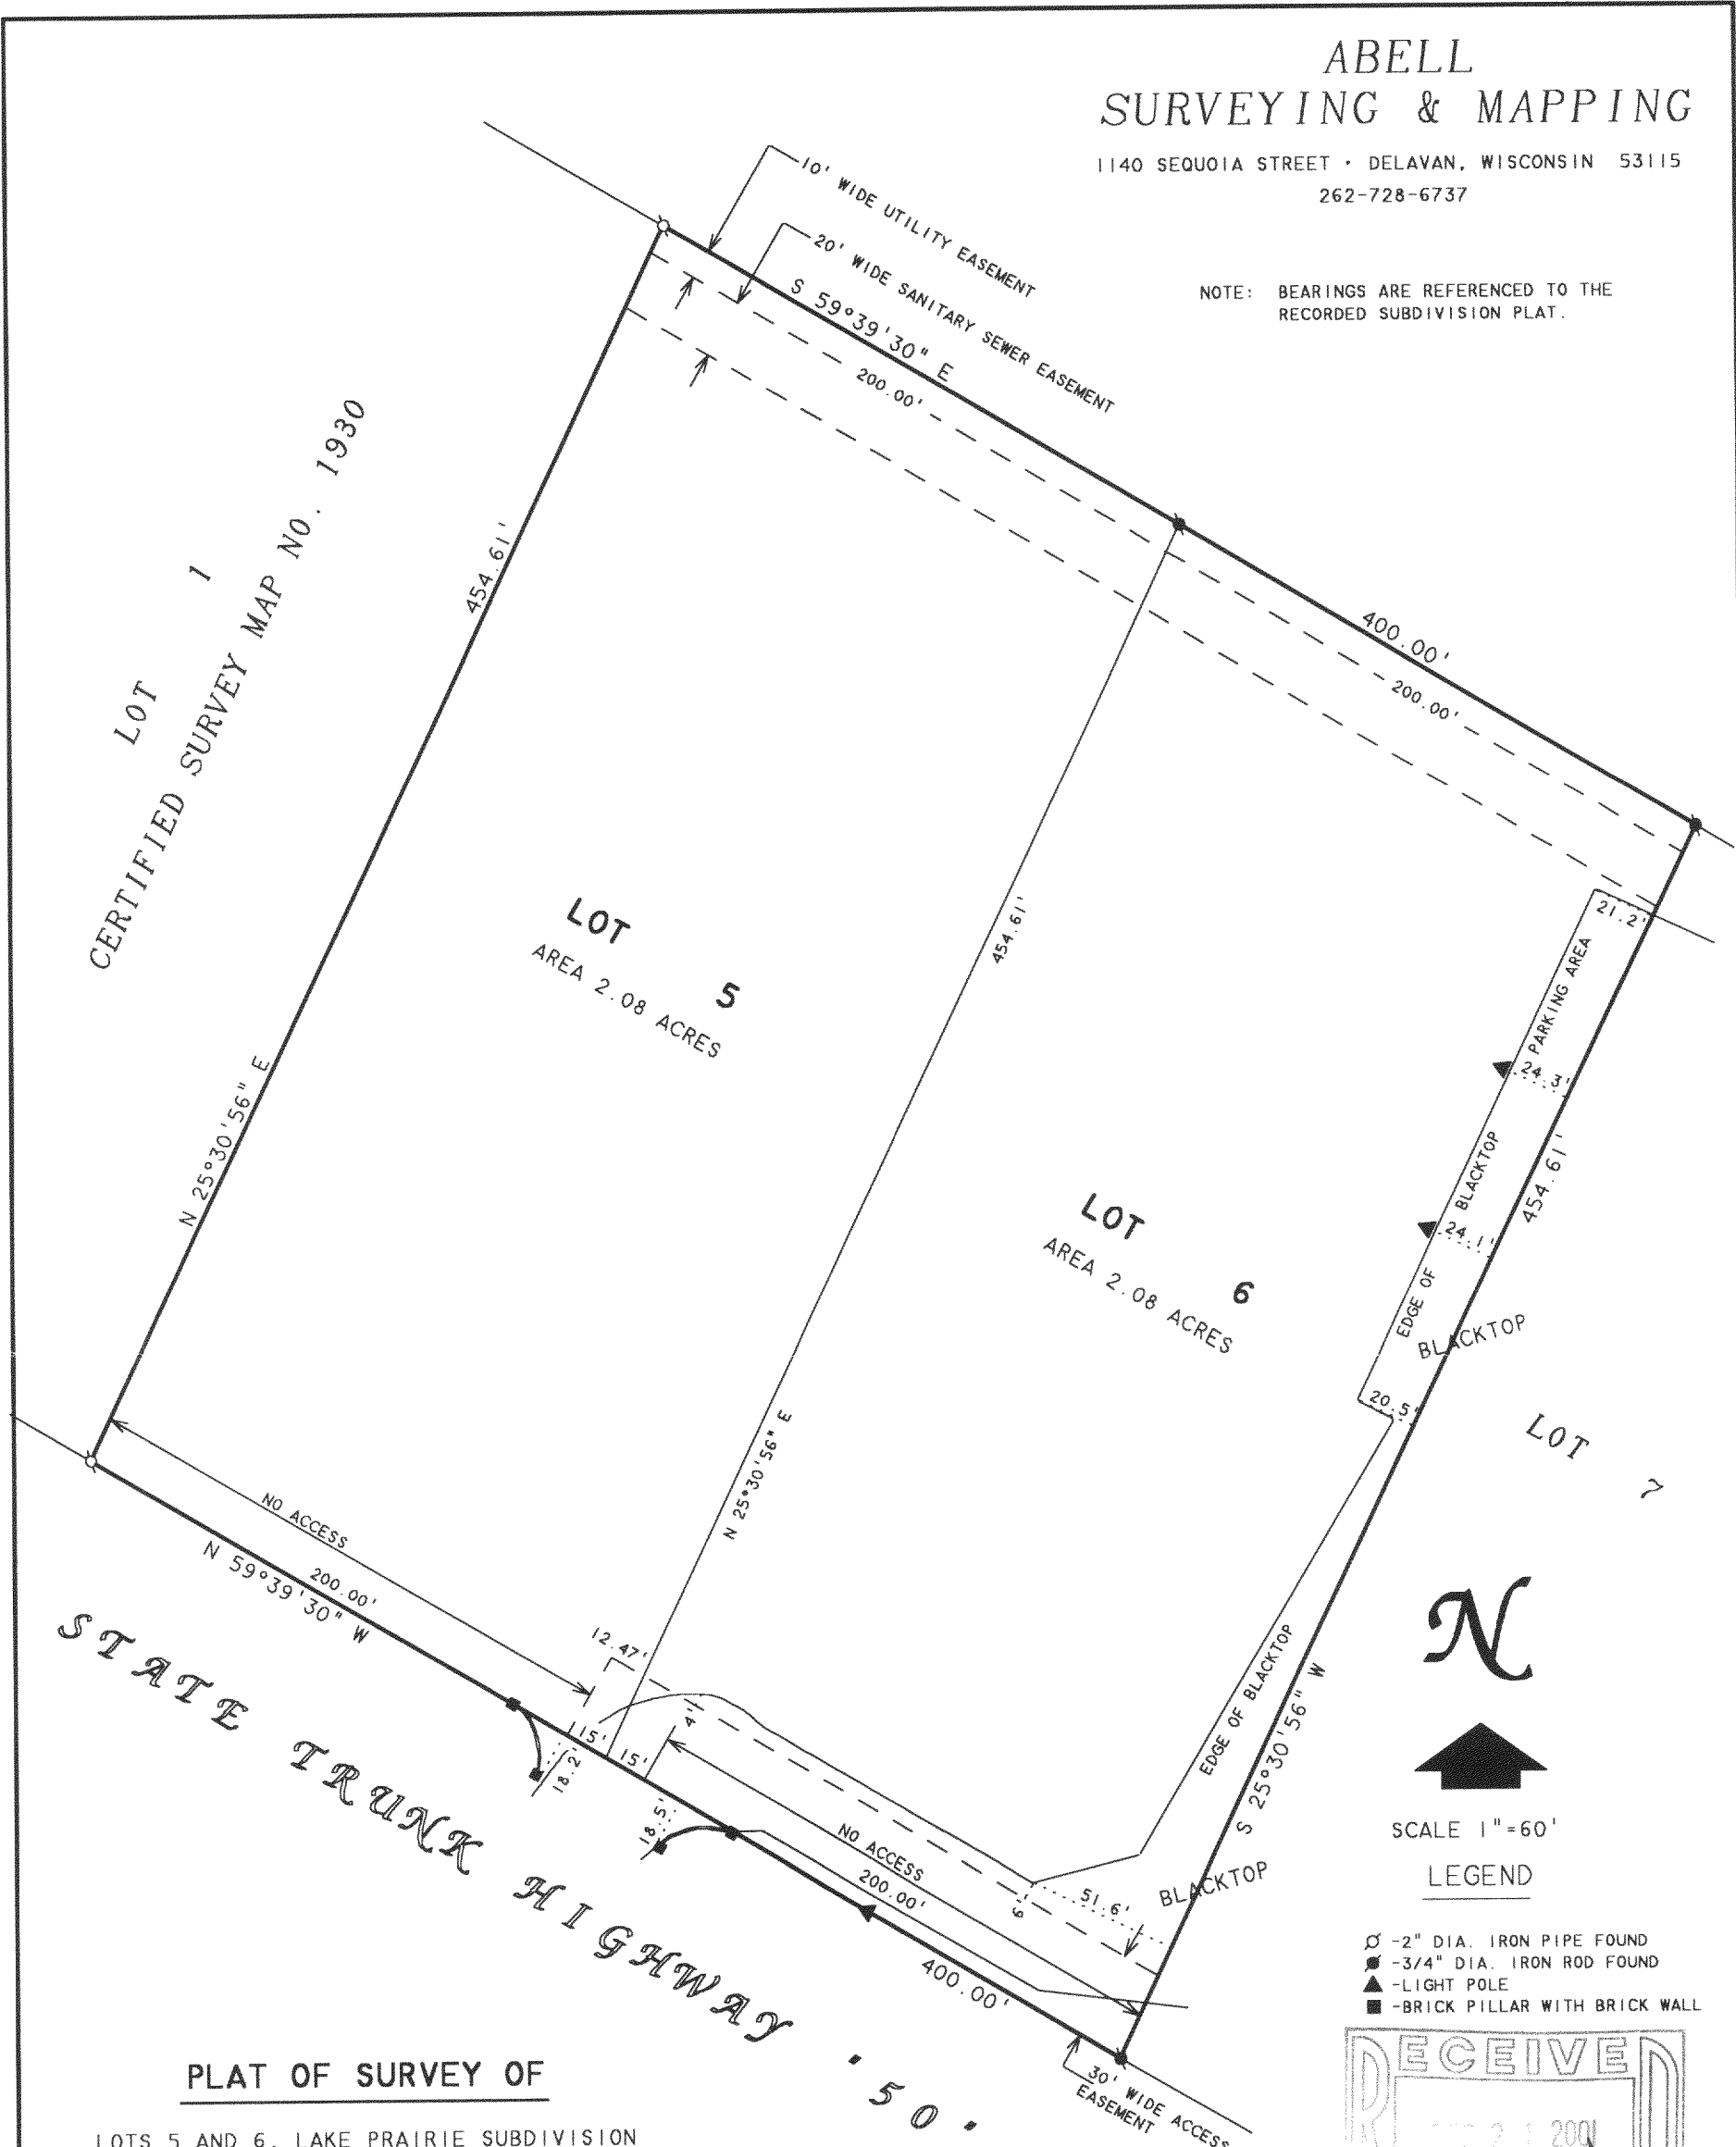 ABELL
SURVEYING & MAPPING
1140 SEQUOIA STREET · DELAVAN, WISCONSIN 53115
262-728-6737
NOTE: BEARINGS ARE REFERENCED TO THE
RECORDED SUBDIVISION PLAT.
10' WIDE UTILITY EASEMENT
20' WIDE SANITARY SEWER EASEMENT
S 59°39'30" E
200.00'
400.00'
200.00'
LOT 1
CERTIFIED SURVEY MAP NO. 1930
454.61'
N 25°30'56" E
LOT 5
AREA 2.08 ACRES
454.61'
N 25°30'56" E
LOT 6
AREA 2.08 ACRES
21.2'
PARKING AREA
24.3'
BLACKTOP
454.61'
24.1'
EDGE OF
BLACKTOP
20.5'
LOT 7
NO ACCESS
200.00'
N 59°39'30" W
12.47'
15'
15'
4'
18.2'
18.5'
NO ACCESS
200.00'
6'
51.6'
EDGE OF BLACKTOP
S 25°30'56" W
BLACKTOP
400.00'
30' WIDE ACCESS
EASEMENT
STATE TRUNK HIGHWAY '50'
N
SCALE 1"=60'
LEGEND
-2" DIA. IRON PIPE FOUND
-3/4" DIA. IRON ROD FOUND
-LIGHT POLE
-BRICK PILLAR WITH BRICK WALL
RECEIVED
PLAT OF SURVEY OF
LOTS 5 AND 6, LAKE PRAIRIE SUBDIVISION